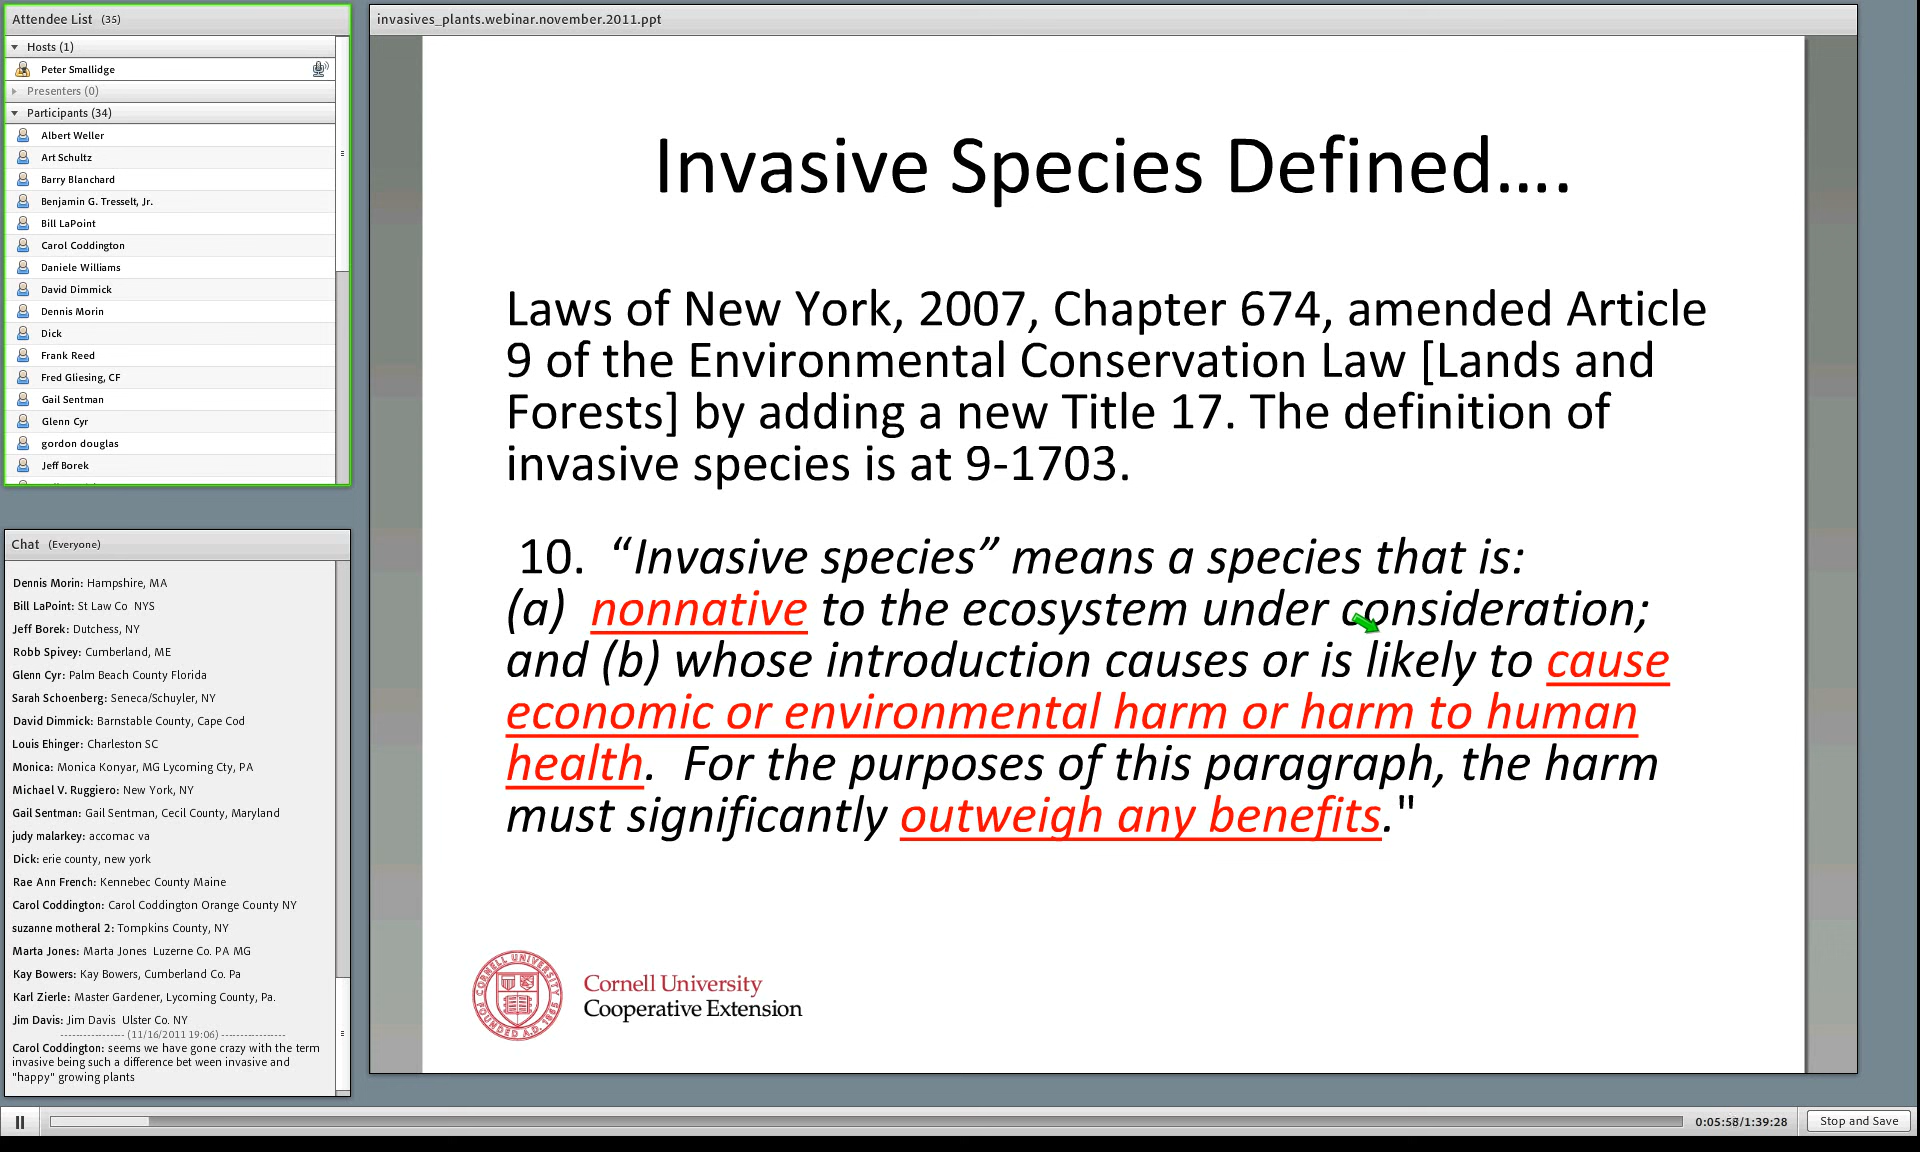 Attendee List (35)
Hosts (1)
Peter Smallidge
Presenters (0)
Participants (34)
Albert Weller
Art Schultz
Barry Blanchard
Benjamin G. Tresselt, Jr.
Bill LaPoint
Carol Coddington
Daniele Williams
David Dimmick
Dennis Morin
Dick
Frank Reed
Fred Gliesing, CF
Gail Sentman
Glenn Cyr
gordon douglas
Jeff Borek
Chat (Everyone)
Dennis Morin: Hampshire, MA
Bill LaPoint: St Law Co NYS
Jeff Borek: Dutchess, NY
Robb Spivey: Cumberland, ME
Glenn Cyr: Palm Beach County Florida
Sarah Schoenberg: Seneca/Schuyler, NY
David Dimmick: Barnstable County, Cape Cod
Louis Ehinger: Charleston SC
Monica: Monica Konyar, MG Lycoming Cty, PA
Michael V. Ruggiero: New York, NY
Gail Sentman: Gail Sentman, Cecil County, Maryland
judy malarkey: accomac va
Dick: erie county, new york
Rae Ann French: Kennebec County Maine
Carol Coddington: Carol Coddington Orange County NY
suzanne motheral 2: Tompkins County, NY
Marta Jones: Marta Jones Luzerne Co. PA MG
Kay Bowers: Kay Bowers, Cumberland Co. Pa
Karl Zierle: Master Gardener, Lycoming County, Pa.
Jim Davis: Jim Davis Ulster Co. NY
----------------- (11/16/2011 19:06) -----------------
Carol Coddington: seems we have gone crazy with the term
invasive being such a difference bet ween invasive and
"happy" growing plants
invasives_plants.webinar.november.2011.ppt
Invasive Species Defined....
Laws of New York, 2007, Chapter 674, amended Article
9 of the Environmental Conservation Law [Lands and
Forests] by adding a new Title 17. The definition of
invasive species is at 9-1703.
10. “Invasive species” means a species that is:
(a) nonnative to the ecosystem under consideration;
and (b) whose introduction causes or is likely to cause
economic or environmental harm or harm to human
health. For the purposes of this paragraph, the harm
must significantly outweigh any benefits."
CORNELL UNIVERSITY
FOUNDED A.D. 1865
Cornell University
Cooperative Extension
0:05:58/1:39:28
Stop and Save